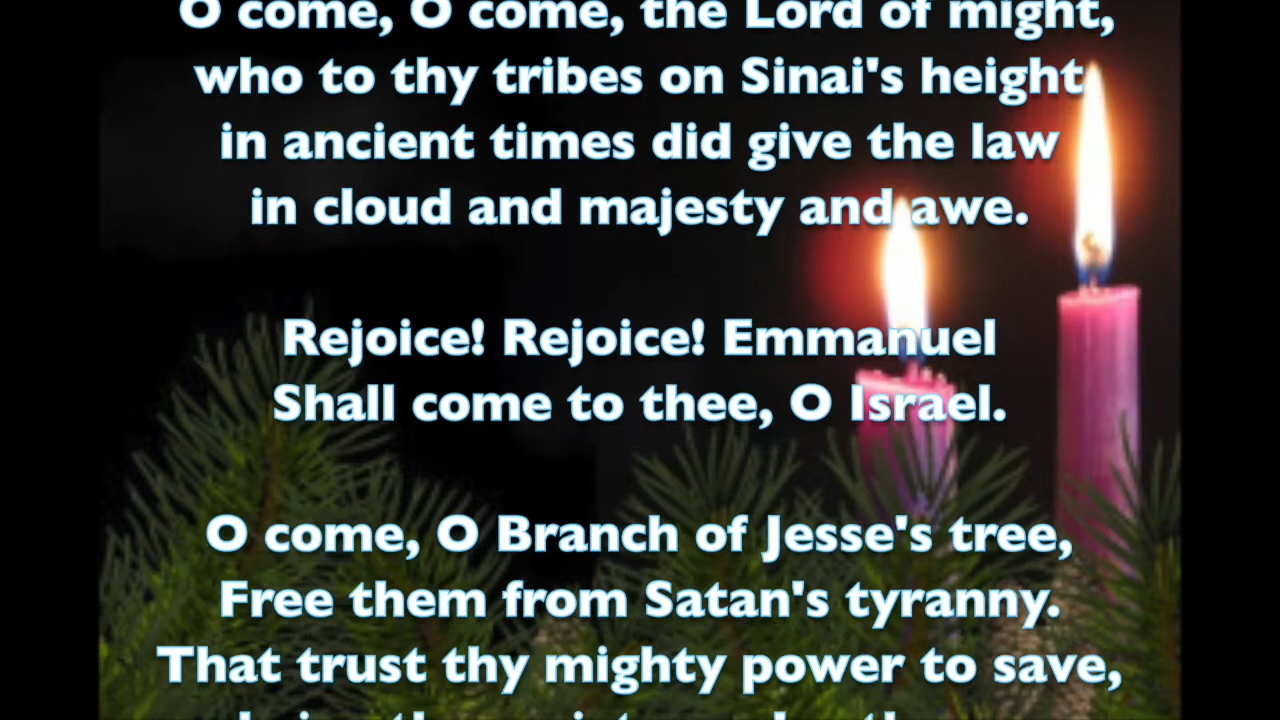 O come, O come, the Lord of might,
who to thy tribes on Sinai's height
in ancient times did give the law
in cloud and majesty and awe.
Rejoice! Rejoice! Emmanuel
Shall come to thee, O Israel.
O come, O Branch of Jesse's tree,
Free them from Satan's tyranny.
That trust thy mighty power to save,